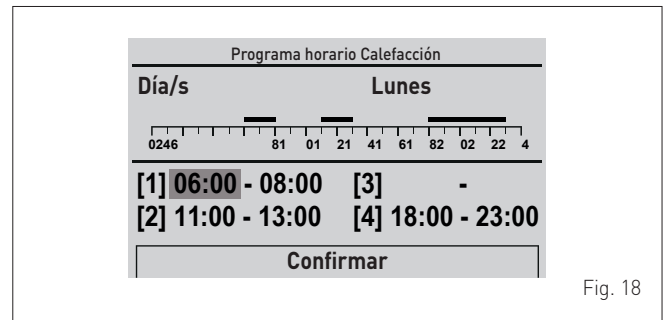 Programa horario Calefacción
Día/s Lunes
0246 81 01 21 41 61 82 02 22 4
[1] 06:00 - 08:00 [3] -
[2] 11:00 - 13:00 [4] 18:00 - 23:00
Confirmar
Fig. 18